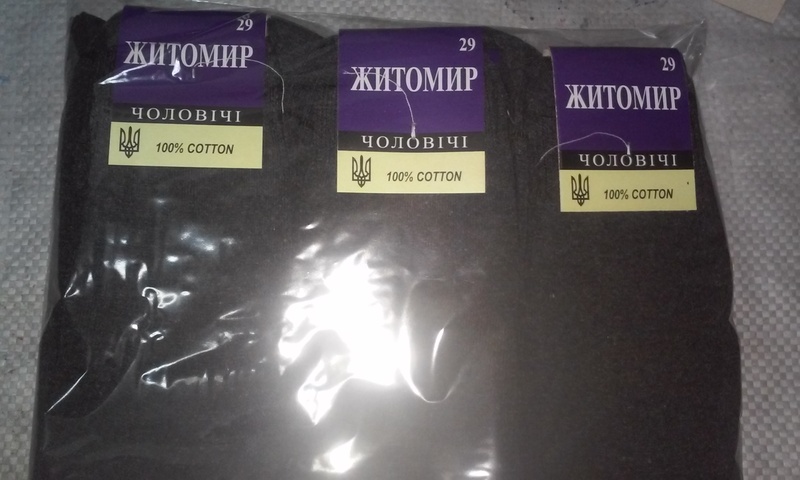 29
ЖИТОМИР
ЧОЛОВІЧІ
100% COTTON
29
ЖИТОМИР
ЧОЛОВІЧІ
100% COTTON
29
ЖИТОМИР
ЧОЛОВІЧІ
100% COTTON